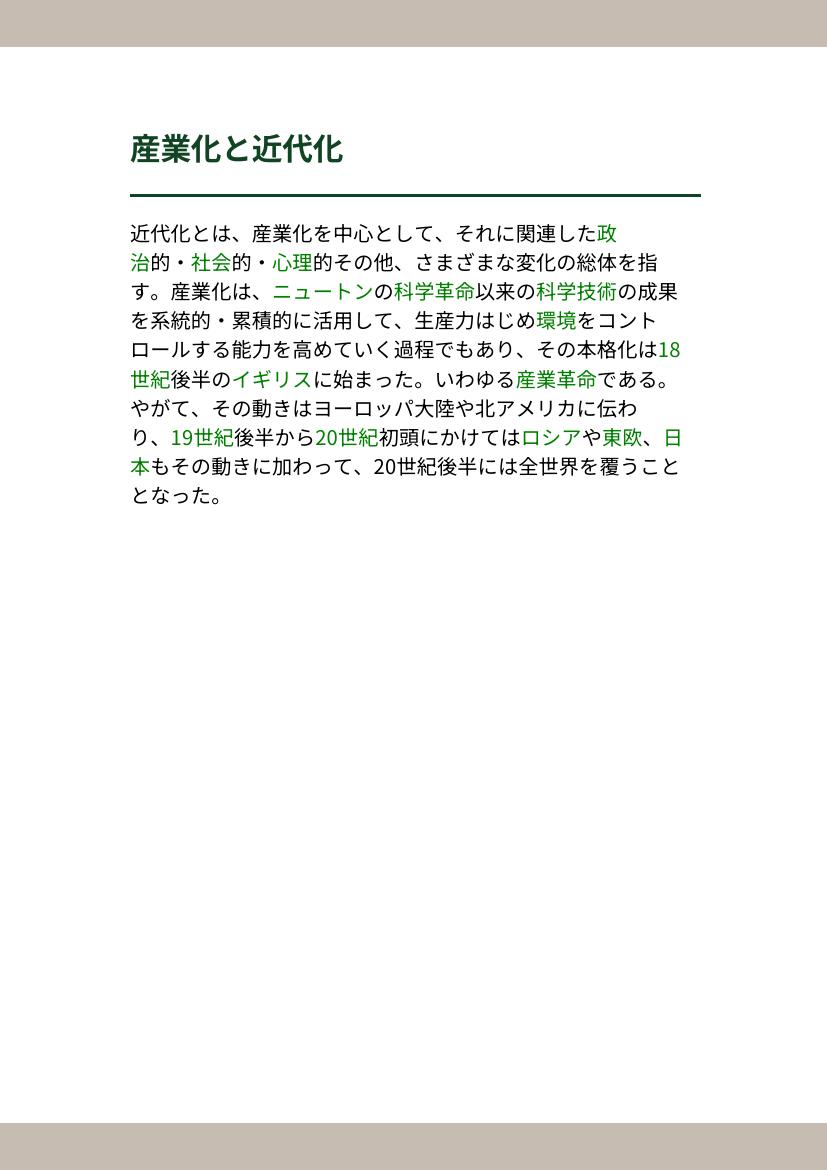 産業化と近代化
近代化とは、産業化を中心として、それに関連した政
治的・社会的・心理的その他、さまざまな変化の総体を指
す。産業化は、ニュートンの科学革命以来の科学技術の成果
を系統的・累積的に活用して、生産力はじめ環境をコント
ロールする能力を高めていく過程でもあり、その本格化は18
世紀後半のイギリスに始まった。いわゆる産業革命である。
やがて、その動きはヨーロッパ大陸や北アメリカに伝わ
り、19世紀後半から20世紀初頭にかけてはロシアや東欧、日
本もその動きに加わって、20世紀後半には全世界を覆うこと
となった。